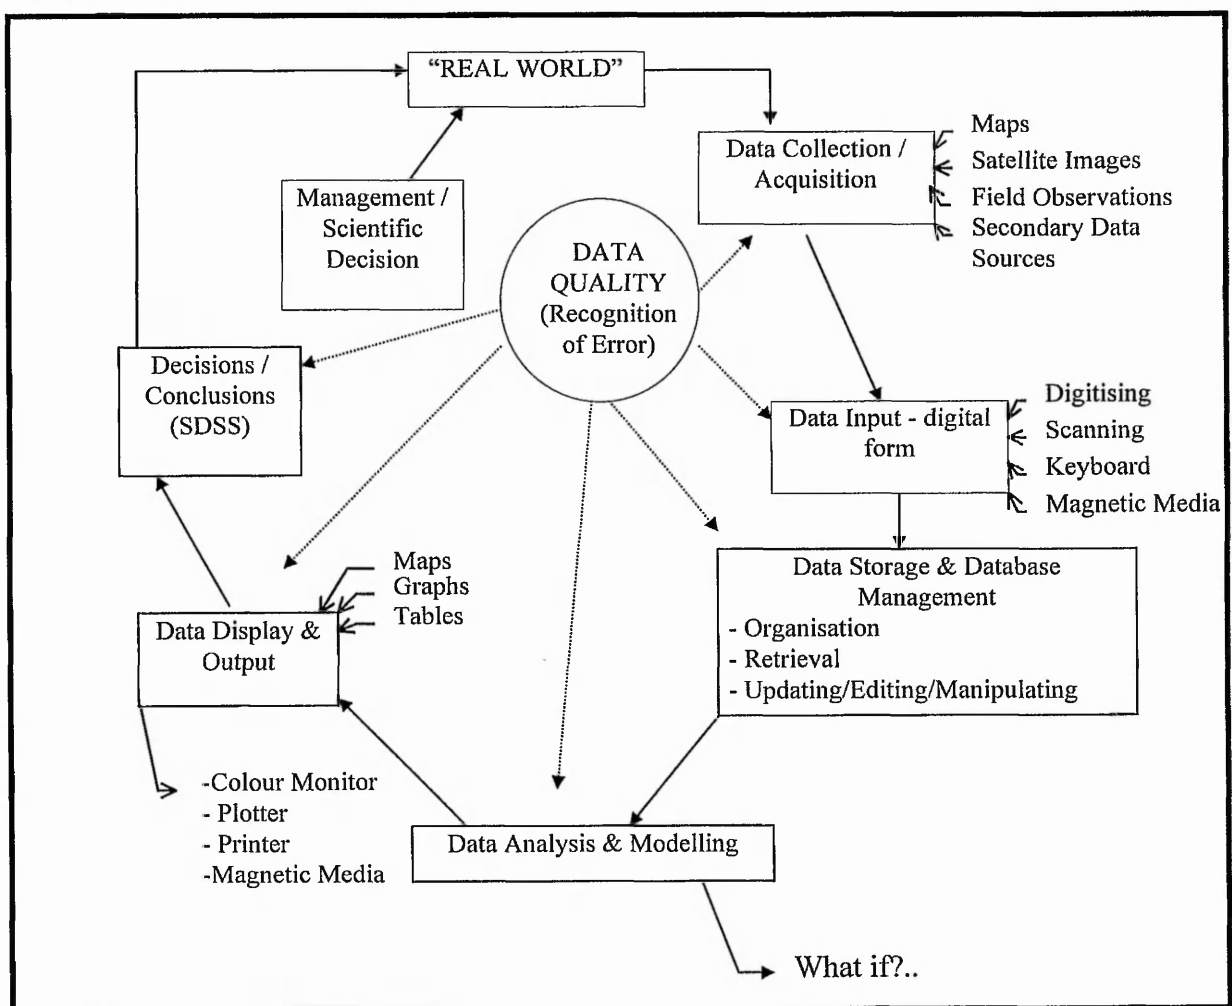 “REAL WORLD”
Data Collection /
Acquisition
Maps
Satellite Images
Field Observations
Secondary Data
Sources
Management /
Scientific
Decision
DATA
QUALITY
(Recognition
of Error)
Decisions /
Conclusions
(SDSS)
Data Input - digital
form
Digitising
Scanning
Keyboard
Magnetic Media
Data Storage & Database
Management
- Organisation
- Retrieval
- Updating/Editing/Manipulating
Maps
Graphs
Tables
Data Display &
Output
-Colour Monitor
- Plotter
- Printer
-Magnetic Media
Data Analysis & Modelling
What if?..